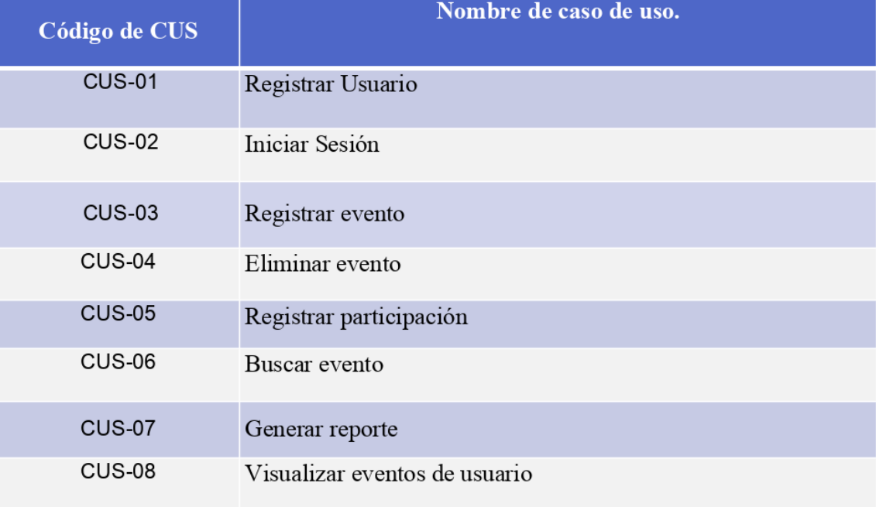 Código de CUS
Nombre de caso de uso.
CUS-01
Registrar Usuario
CUS-02
Iniciar Sesión
CUS-03
Registrar evento
CUS-04
Eliminar evento
CUS-05
Registrar participación
CUS-06
Buscar evento
CUS-07
Generar reporte
CUS-08
Visualizar eventos de usuario